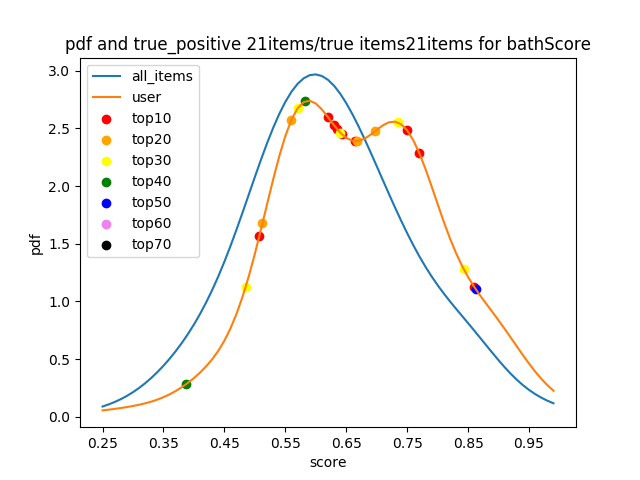 pdf and true_positive 21items/true items21items for bathScore
all_items
user
top10
top20
top30
top40
top50
top60
top70
pdf
3.0
2.5
2.0
1.5
1.0
0.5
0.0
0.25 0.35 0.45 0.55 0.65 0.75 0.85 0.95
score